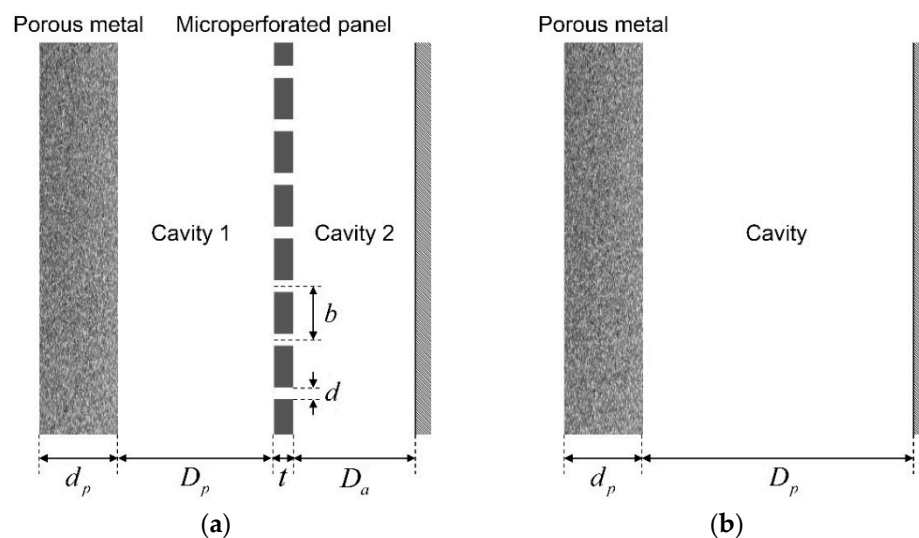 Porous metal Microperforated panel Porous metal
Cavity 1 Cavity 2 Cavity
b
d
d_p D_p t D_a d_p D_p
(a) (b)